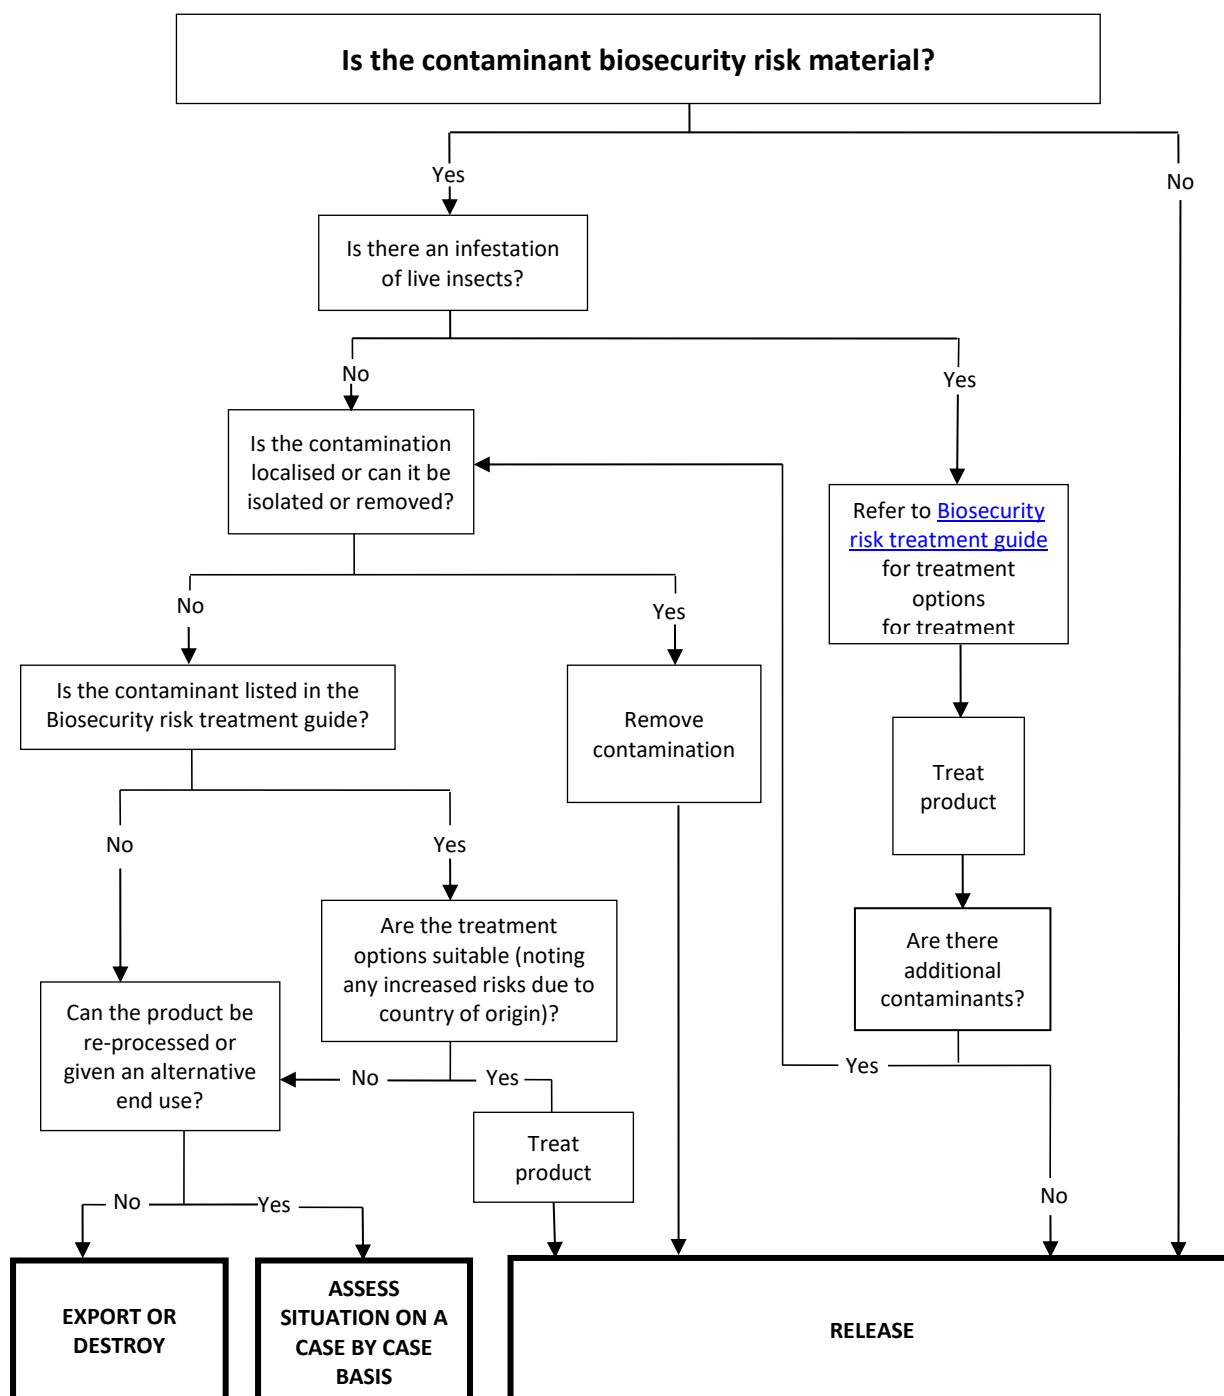 Is the contaminant biosecurity risk material?
Yes
No
Is there an infestation
of live insects?
No
Yes
Is the contamination
localised or can it be
isolated or removed?
Refer to Biosecurity
risk treatment guide
for treatment
options
for treatment
No
Yes
Is the contaminant listed in the
Biosecurity risk treatment guide?
Remove
contamination
Treat
product
No
Yes
Are the treatment
options suitable (noting
any increased risks due to
country of origin)?
Are there
additional
contaminants?
Can the product be
re-processed or
given an alternative
end use?
No
Yes
Yes
Treat
product
No
No
Yes
EXPORT OR
DESTROY
ASSESS
SITUATION ON A
CASE BY CASE
BASIS
RELEASE